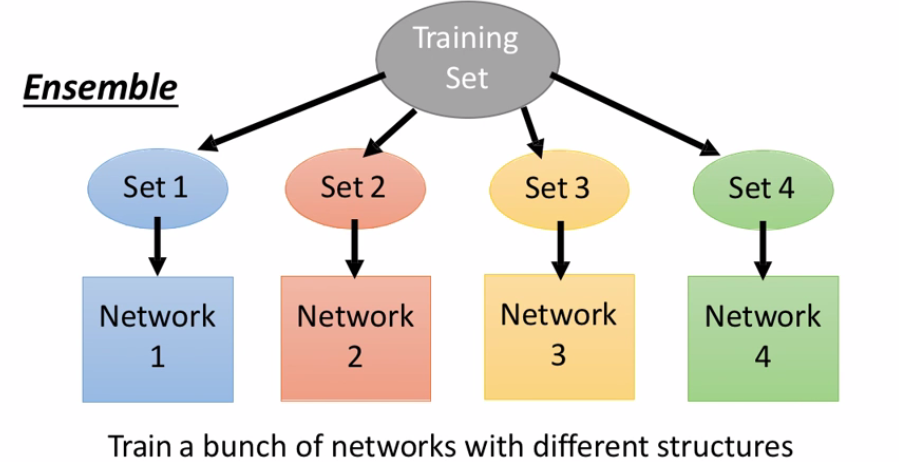 Training
Set
Ensemble
Set 1
Set 2
Set 3
Set 4
Network
1
Network
2
Network
3
Network
4
Train a bunch of networks with different structures